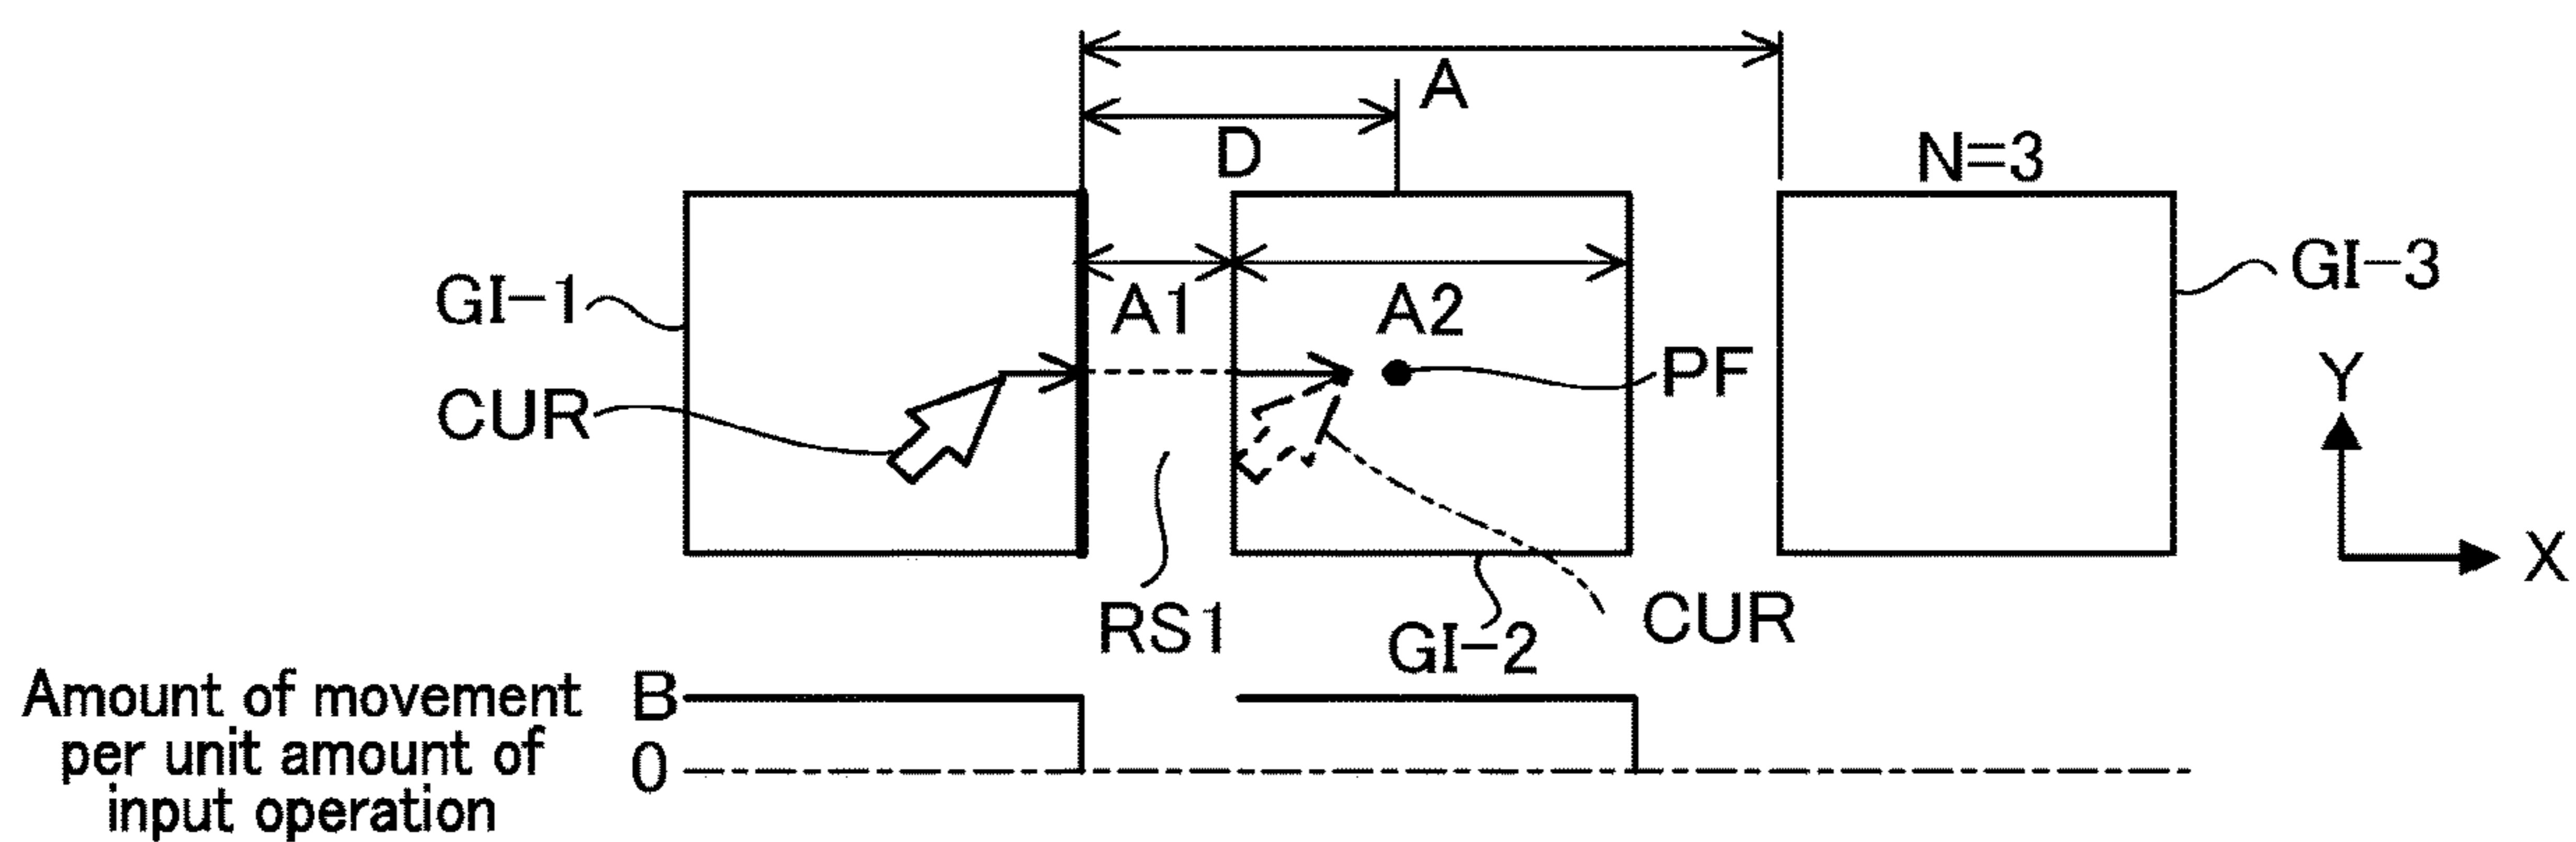 A
D
N=3
GI-1
A1
A2
GI-3
CUR
PF
Y
X
RS1
GI-2
CUR
Amount of movement
per unit amount of
input operation
B
0